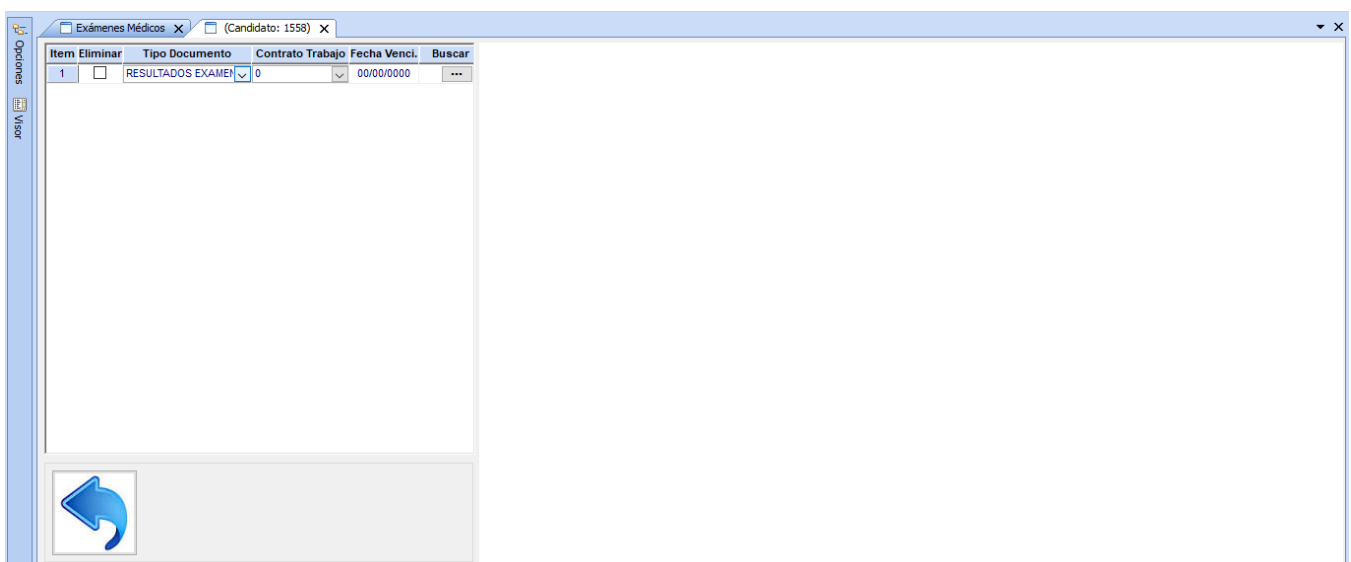 Exámenes Médicos
(Candidato: 1558)
Opciones
Visor
Item Eliminar Tipo Documento Contrato Trabajo Fecha Venci. Buscar
1 RESULTADOS EXAMEN 0 00/00/0000 ...